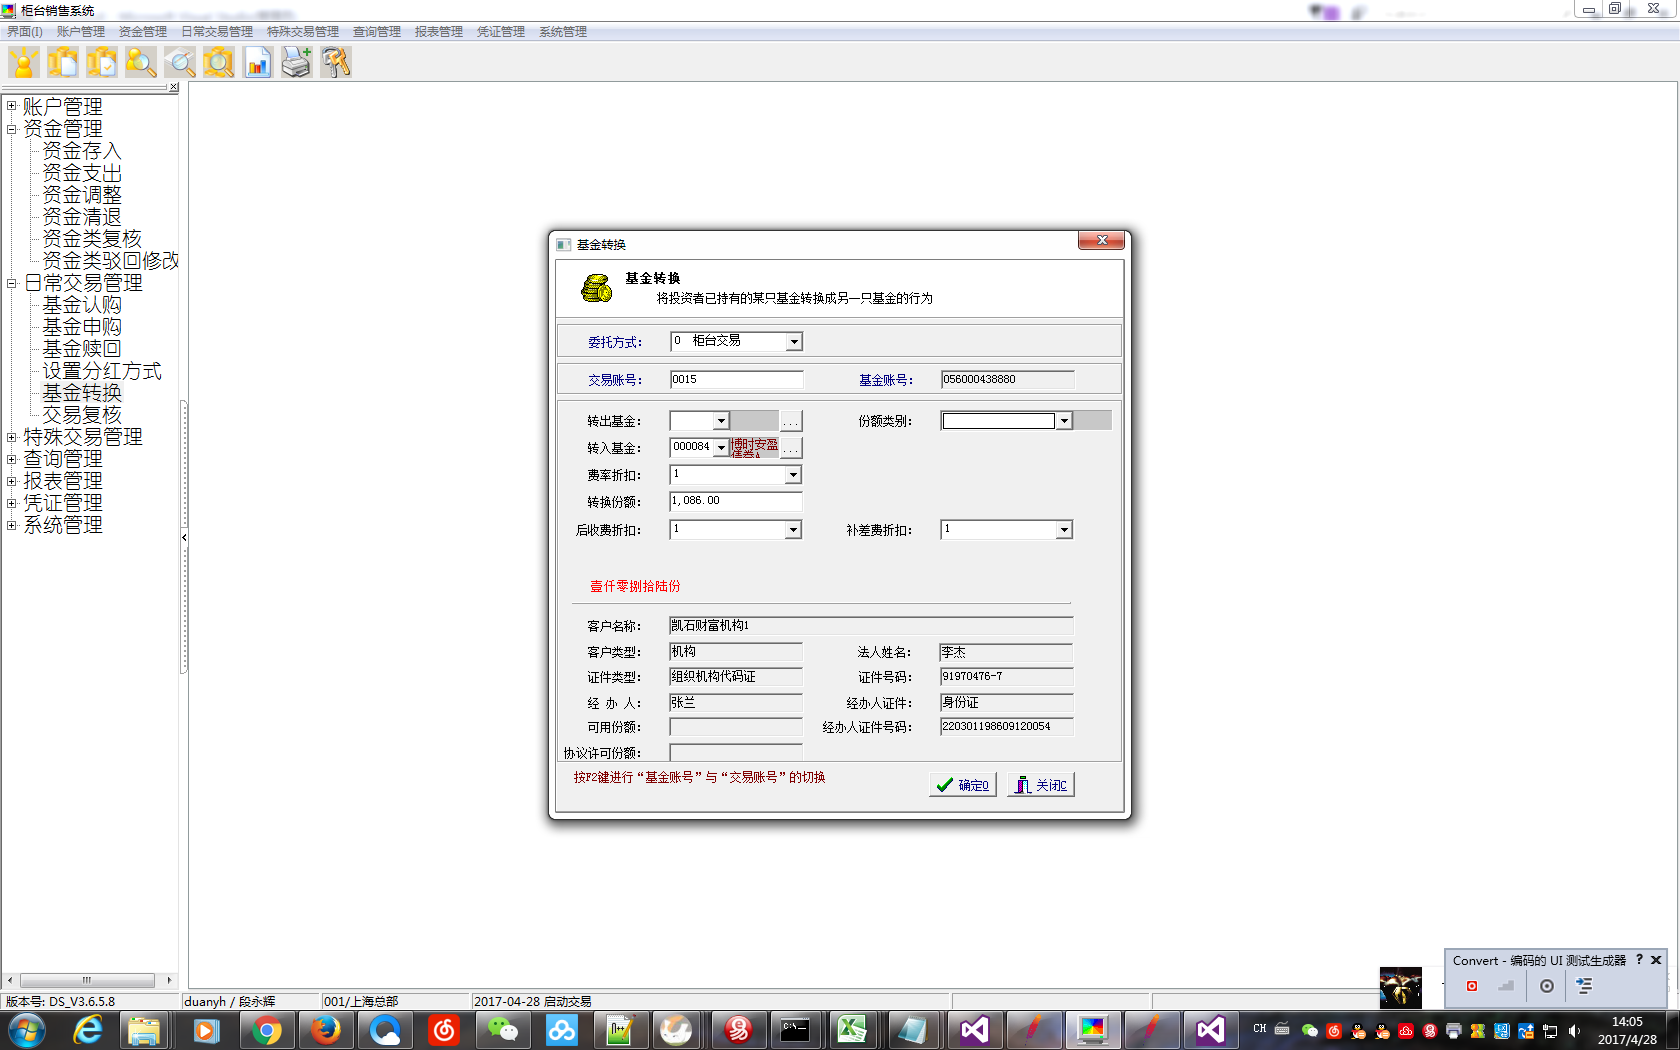 柜台销售系统
界面(I) 账户管理 资金管理 日常交易管理 特殊交易管理 查询管理 报表管理 凭证管理 系统管理
账户管理
资金管理
资金存入
资金支出
资金调整
资金清退
资金类复核
资金类驳回修改
日常交易管理
基金认购
基金申购
基金赎回
设置分红方式
基金转换
交易复核
特殊交易管理
查询管理
报表管理
凭证管理
系统管理
基金转换
基金转换
将投资者已持有的某只基金转换成另一只基金的行为
委托方式: 0 柜台交易
交易账号: 0015 基金账号: 056000438880
转出基金: ... 份额类别:
转入基金: 000084 博时安盈债券A ...
费率折扣: 1
转换份额: 1,086.00
后收费折扣: 1 补差费折扣: 1
壹仟零捌拾陆份
客户名称: 凯石财富机构1
客户类型: 机构 法人姓名: 李杰
证件类型: 组织机构代码证 证件号码: 91970476-7
经 办 人: 张兰 经办人证件: 身份证
可用份额: 经办人证件号码: 220301198609120054
协议许可份额:
按F2键进行“基金账号”与“交易账号”的切换
确定O 关闭C
Convert - 编码的 UI 测试生成器 ?
版本号: DS_V3.6.5.8 duanyh / 段永辉 001/上海总部 2017-04-28 启动交易
CH 14:05
2017/4/28